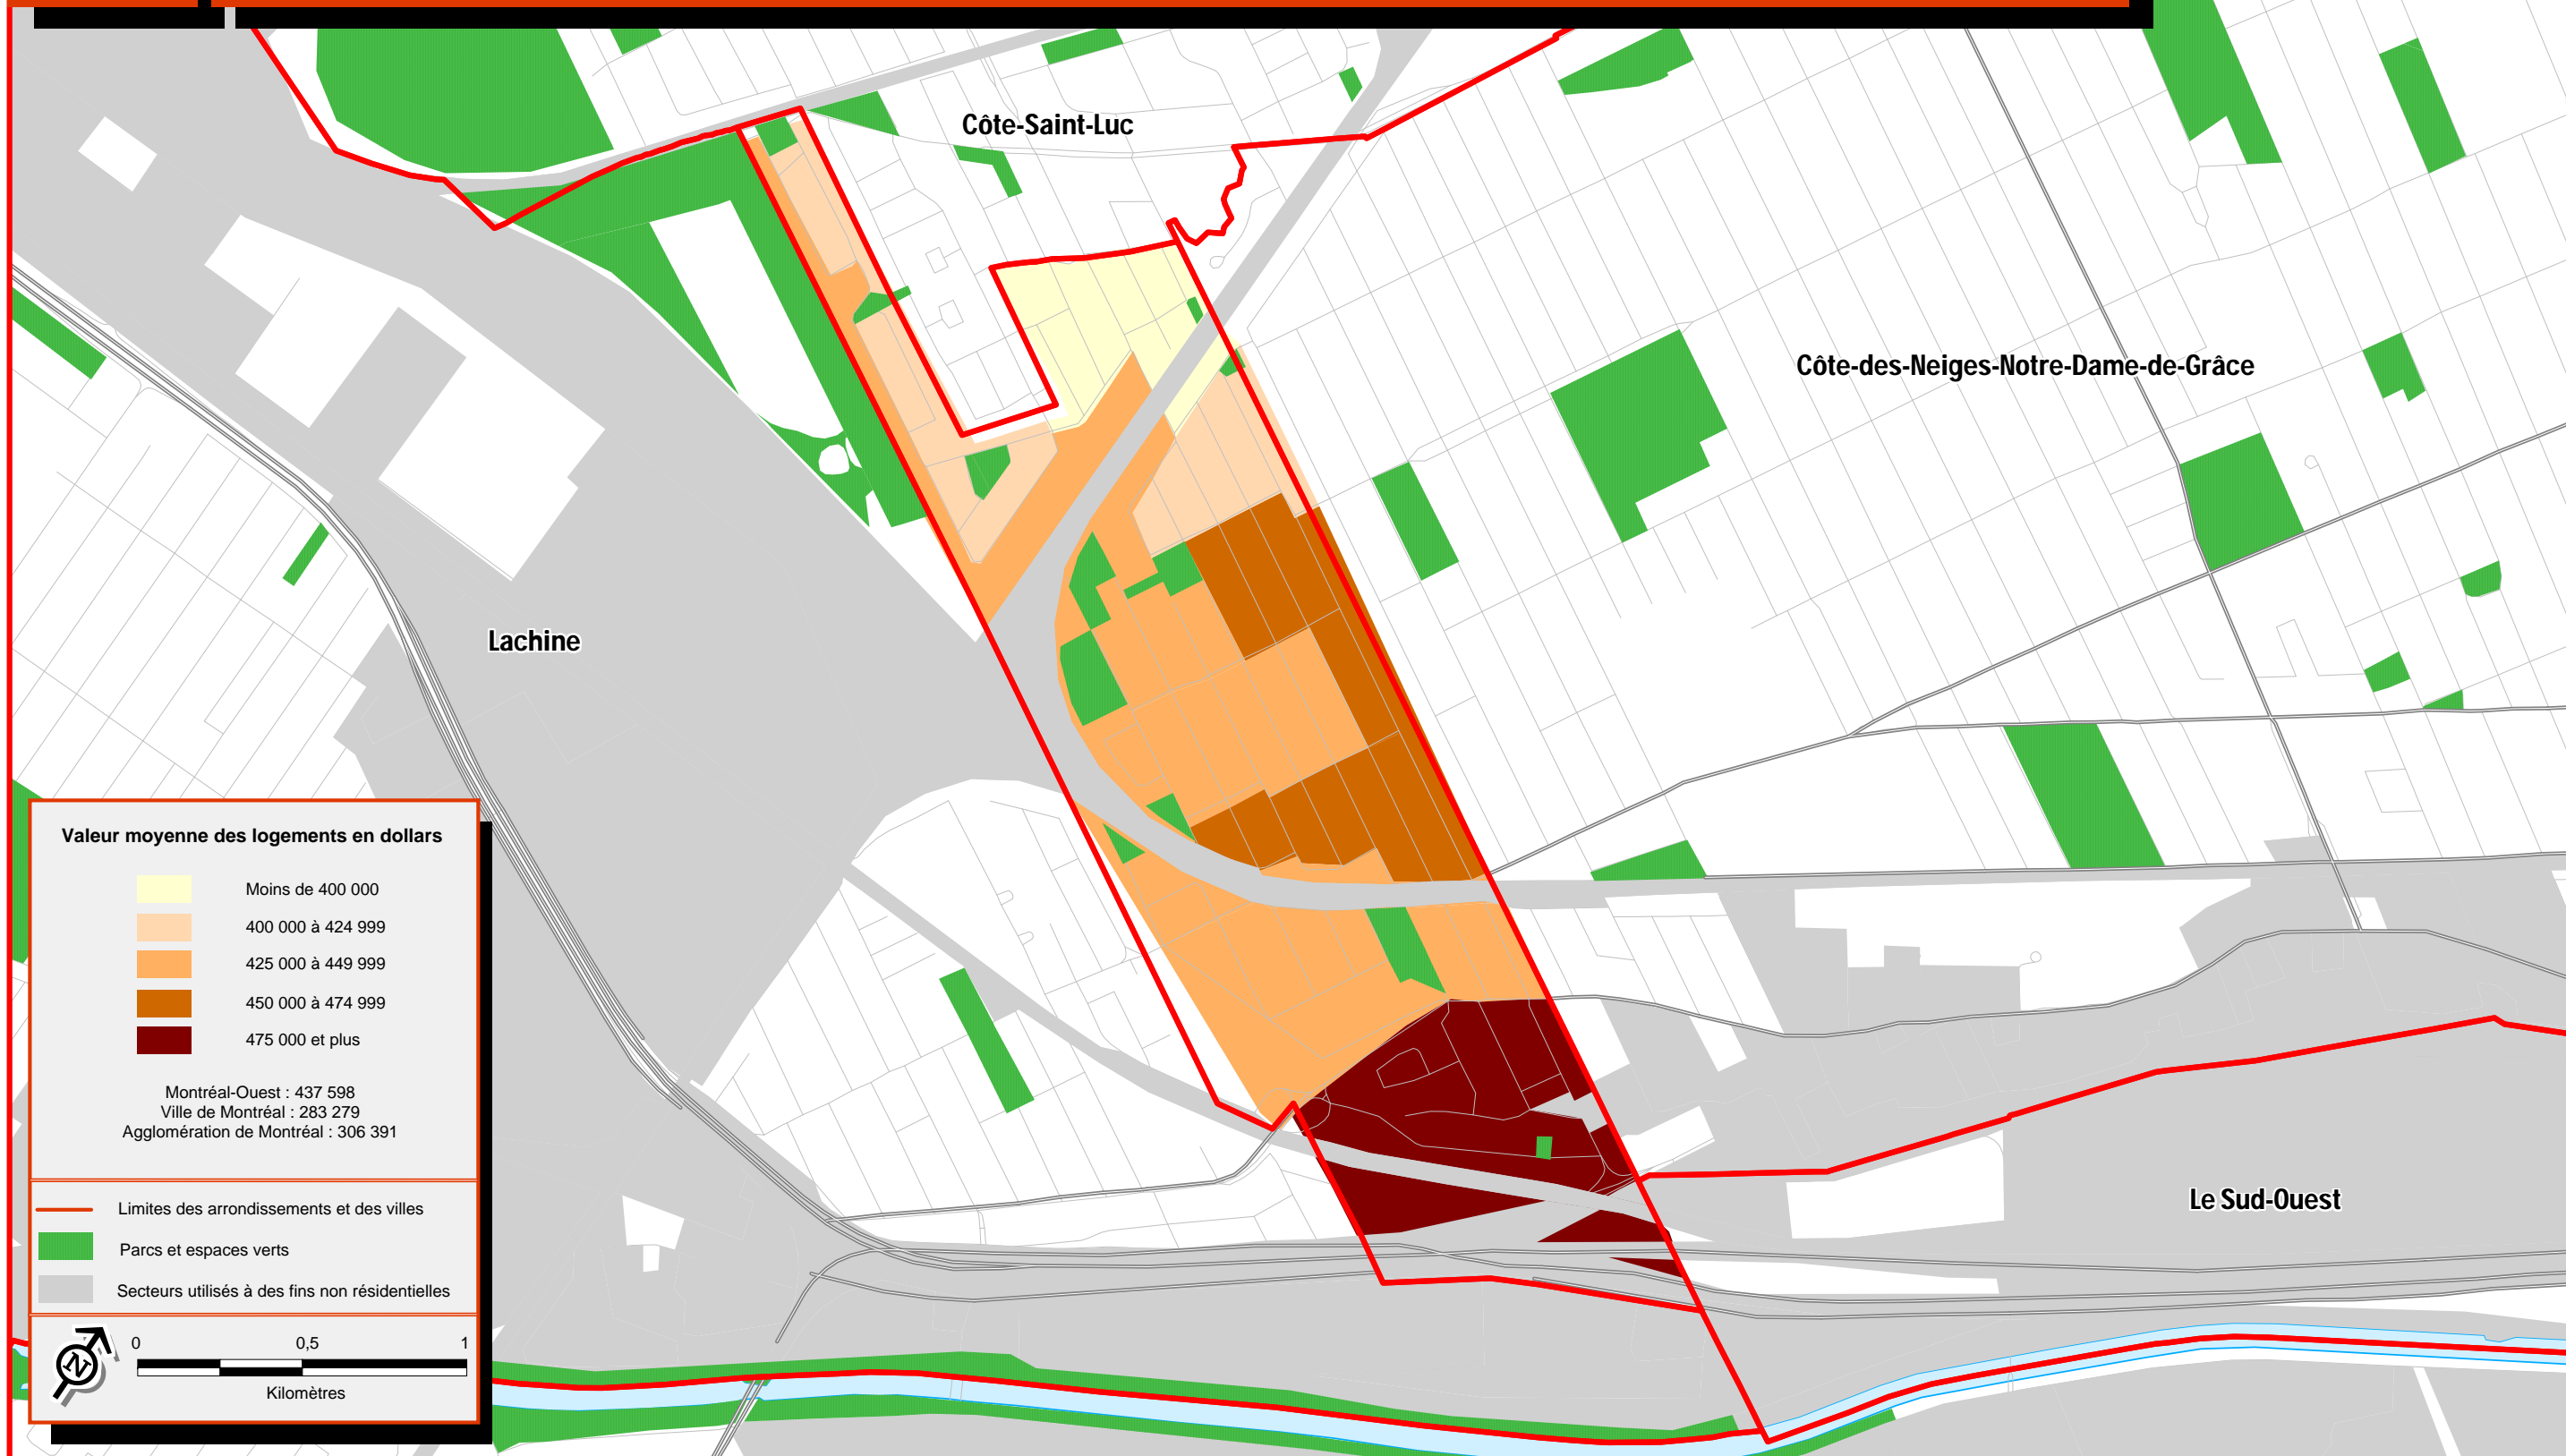 Côte-Saint-Luc
Côte-des-Neiges-Notre-Dame-de-Grâce
Lachine
Le Sud-Ouest
Valeur moyenne des logements en dollars
Moins de 400 000
400 000 à 424 999
425 000 à 449 999
450 000 à 474 999
475 000 et plus
Montréal-Ouest : 437 598
Ville de Montréal : 283 279
Agglomération de Montréal : 306 391
Limites des arrondissements et des villes
Parcs et espaces verts
Secteurs utilisés à des fins non résidentielles
N
0 0,5 1
Kilomètres